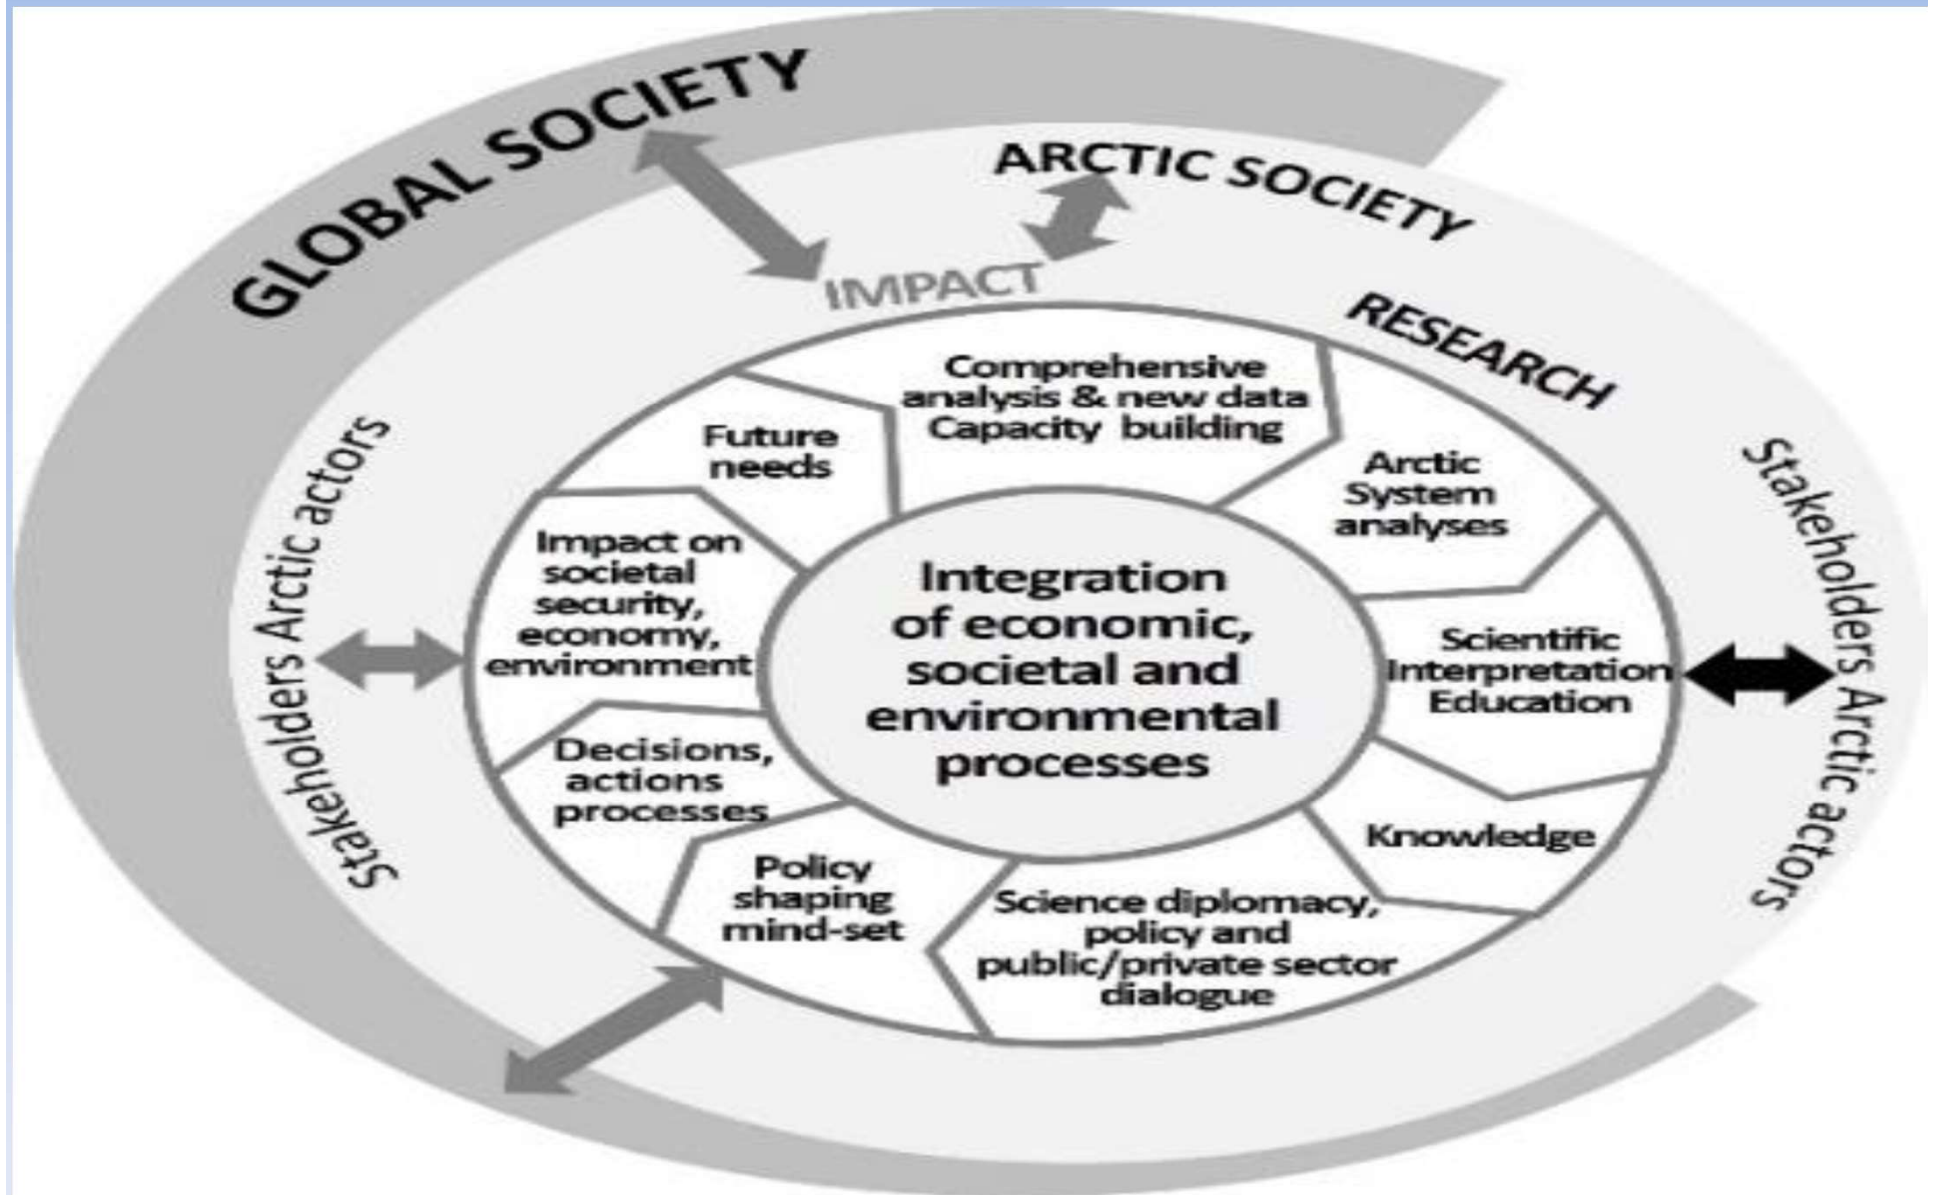 GLOBAL SOCIETY
ARCTIC SOCIETY
IMPACT
RESEARCH
Stakeholders Arctic actors
Stakeholders Arctic actors
Comprehensive
analysis & new data
Capacity building
Arctic
System
analyses
Scientific
Interpretation
Education
Knowledge
Science diplomacy,
policy and
public/private sector
dialogue
Policy
shaping
mind-set
Decisions,
actions
processes
Impact on
societal
security,
economy,
environment
Future
needs
Integration
of economic,
societal and
environmental
processes